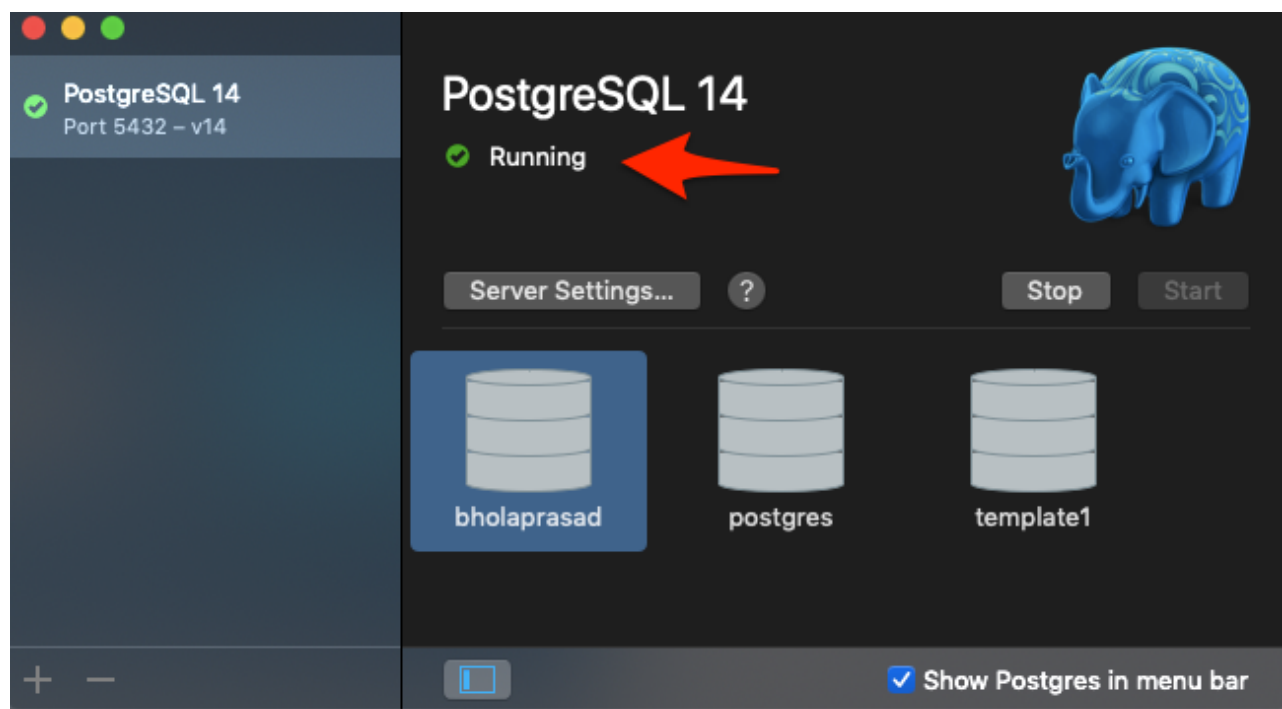 PostgreSQL 14
Port 5432 – v14
PostgreSQL 14
Running
Server Settings...
?
Stop
Start
bholaprasad
postgres
template1
Show Postgres in menu bar